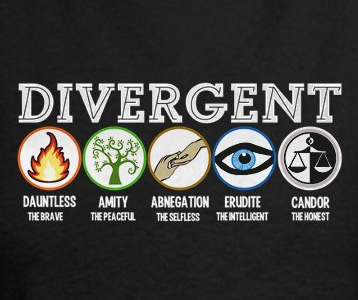 DIVERGENT
DAUNTLESS AMITY ABNEGATION ERUDITE CANDOR
THE BRAVE THE PEACEFUL THE SELFLESS THE INTELLIGENT THE HONEST